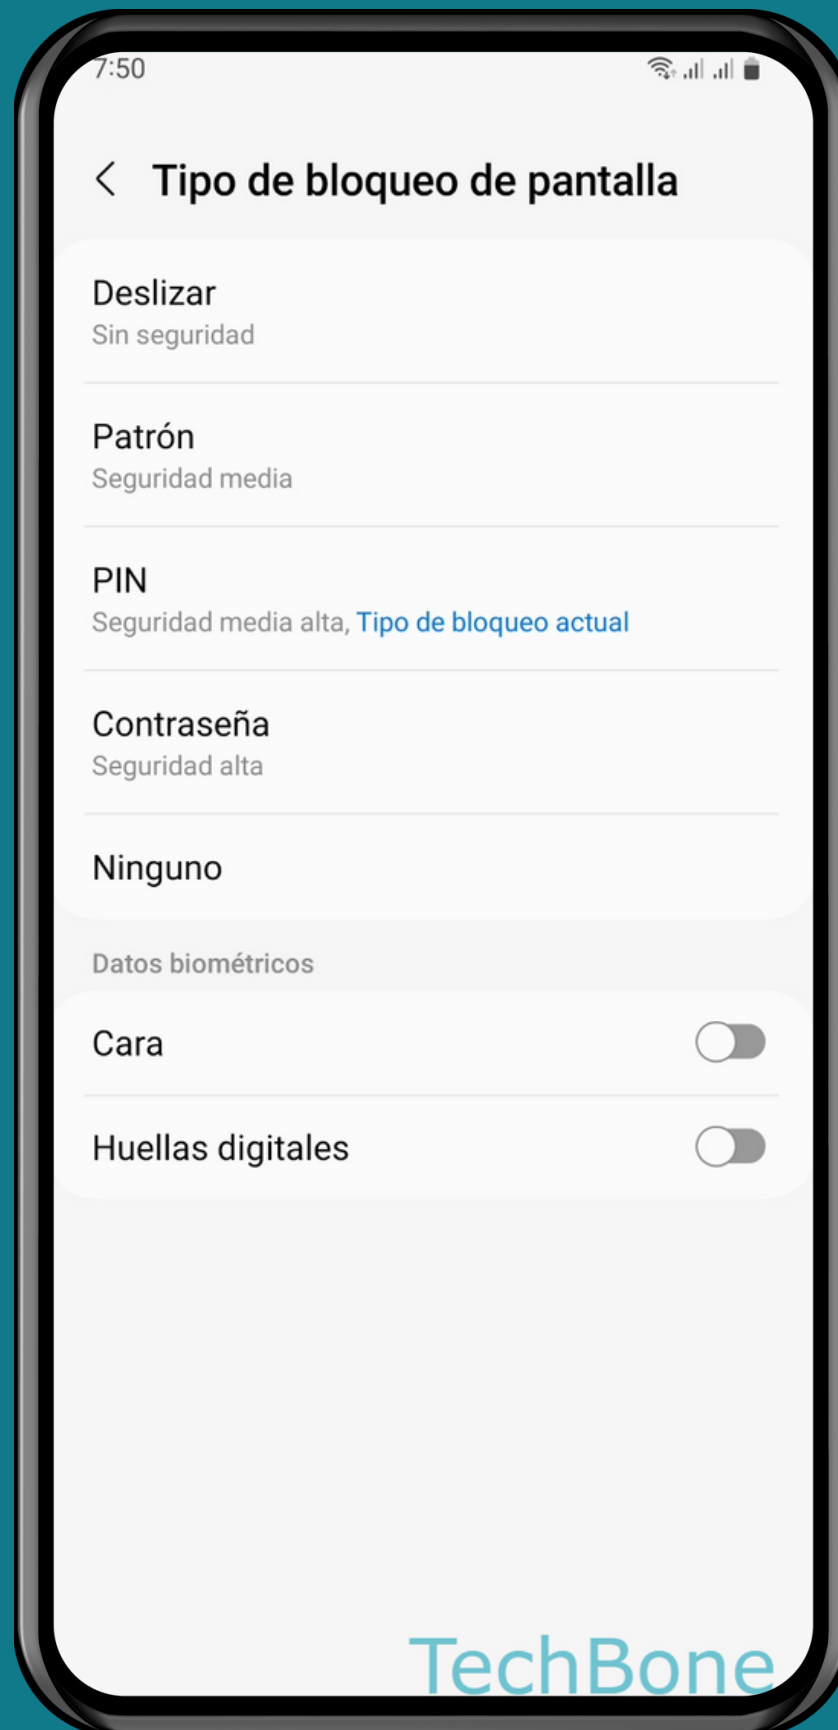 7:50
Tipo de bloqueo de pantalla
Deslizar
Sin seguridad
Patrón
Seguridad media
PIN
Seguridad media alta, Tipo de bloqueo actual
Contraseña
Seguridad alta
Ninguno
Datos biométricos
Cara
Huellas digitales
TechBone